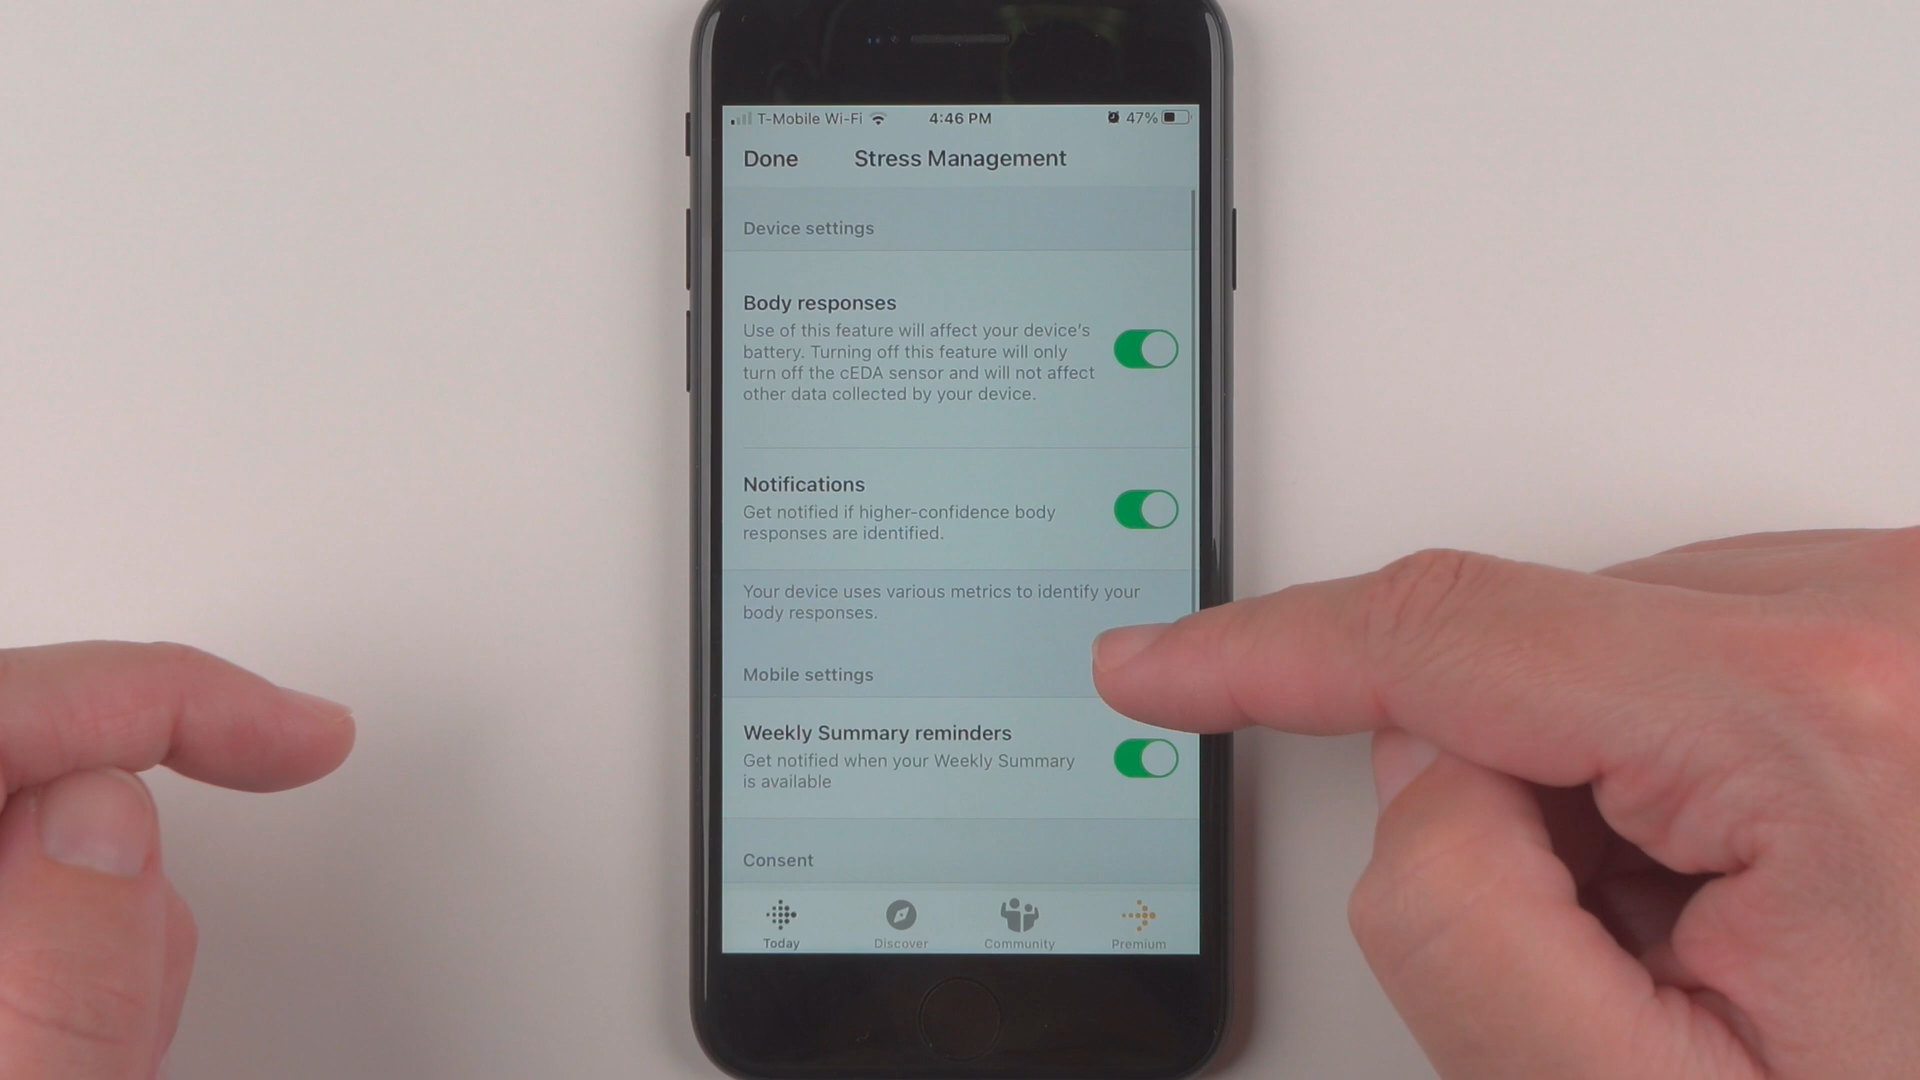 T-Mobile Wi-Fi 4:46 PM 47%
Done Stress Management
Device settings
Body responses
Use of this feature will affect your device's
battery. Turning off this feature will only
turn off the cEDA sensor and will not affect
other data collected by your device.
Notifications
Get notified if higher-confidence body
responses are identified.
Your device uses various metrics to identify your
body responses.
Mobile settings
Weekly Summary reminders
Get notified when your Weekly Summary
is available
Consent
Today Discover Community Premium